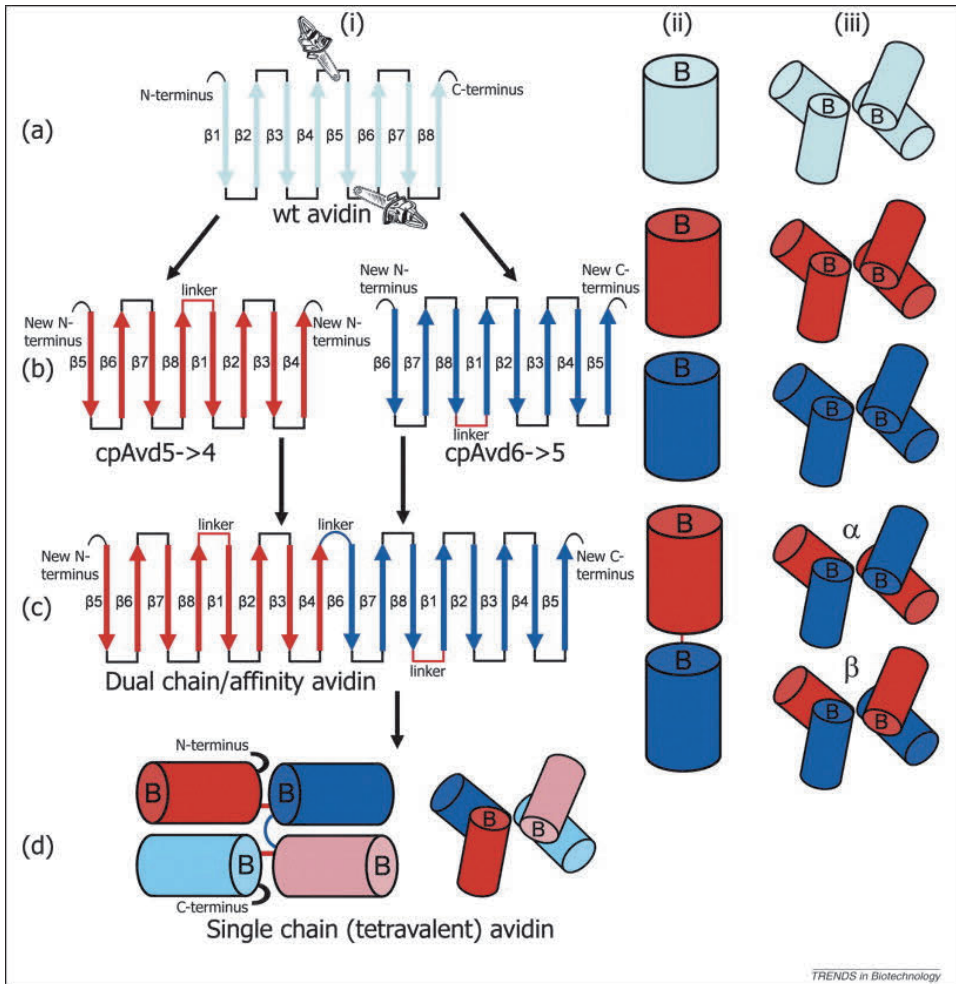 (i)
(ii)
(iii)
(a)
N-terminus
C-terminus
β1 β2 β3 β4 β5 β6 β7 β8
wt avidin
B
B B
B
B B
(b)
New N-
terminus
linker
New N-
terminus
β5 β6 β7 β8 β1 β2 β3 β4
cpAvd5->4
New N-
terminus
New C-
terminus
β6 β7 β8 β1 β2 β3 β4 β5
linker
cpAvd6->5
B
B B
(c)
New N-
terminus
linker
linker
New C-
terminus
β5 β6 β7 β8 β1 β2 β3 β4 β6 β7 β8 β1 β2 β3 β4 β5
linker
Dual chain/affinity avidin
B
B
α
B B
β
B B
(d)
N-terminus
B B
B B
C-terminus
B B
Single chain (tetravalent) avidin
TRENDS in Biotechnology